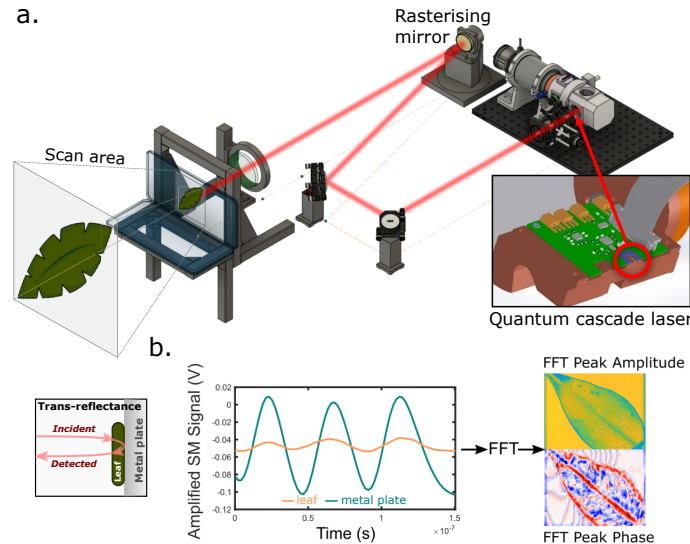 a.
Rasterising
mirror
Scan area
Quantum cascade laser
b.
Trans-reflectance
Incident
Detected
Leaf
Metal plate
Amplified SM Signal (V)
0.02
0
-0.02
-0.04
-0.06
-0.08
-0.1
-0.12
leaf
metal plate
0
0.5
1
1.5
×10⁻⁷
Time (s)
FFT
FFT Peak Amplitude
FFT Peak Phase